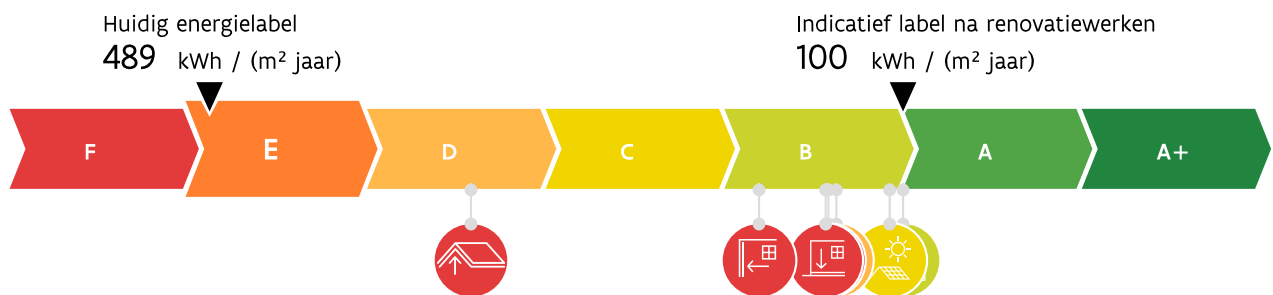 Huidig energielabel
489 kWh / (m² jaar)
Indicatief label na renovatiewerken
100 kWh / (m² jaar)
F E D C B A A+